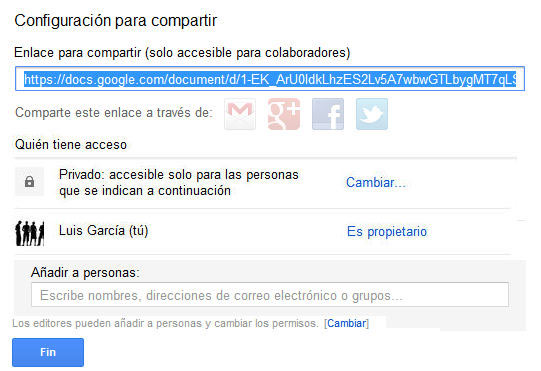 Configuración para compartir
Enlace para compartir (solo accesible para colaboradores)
https://docs.google.com/document/d/1-EK_ArU0ldkLhzES2Lv5A7wbwGTLbygMT7qLS
Comparte este enlace a través de:
Quién tiene acceso
Privado: accesible solo para las personas
que se indican a continuación
Cambiar...
Luis García (tú)
Es propietario
Añadir a personas:
Escribe nombres, direcciones de correo electrónico o grupos...
Los editores pueden añadir a personas y cambiar los permisos. [Cambiar]
Fin